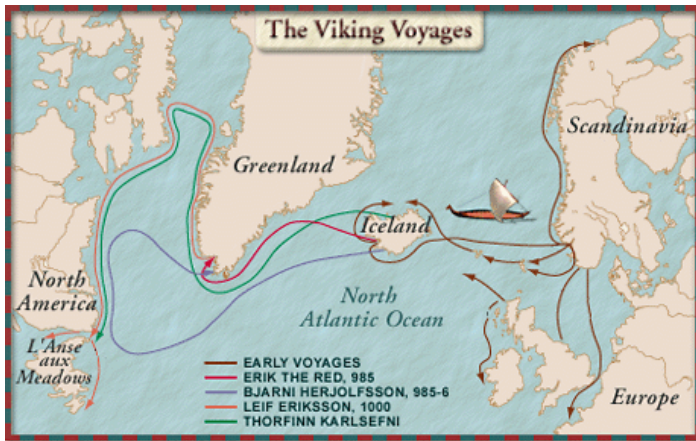 The Viking Voyages
Scandinavia
Greenland
Iceland
North
America
North
Atlantic Ocean
L'Anse
aux
Meadows
Europe
EARLY VOYAGES
ERIK THE RED, 985
BJARNI HERJOLFSSON, 985-6
LEIF ERIKSSON, 1000
THORFINN KARLSEFNI